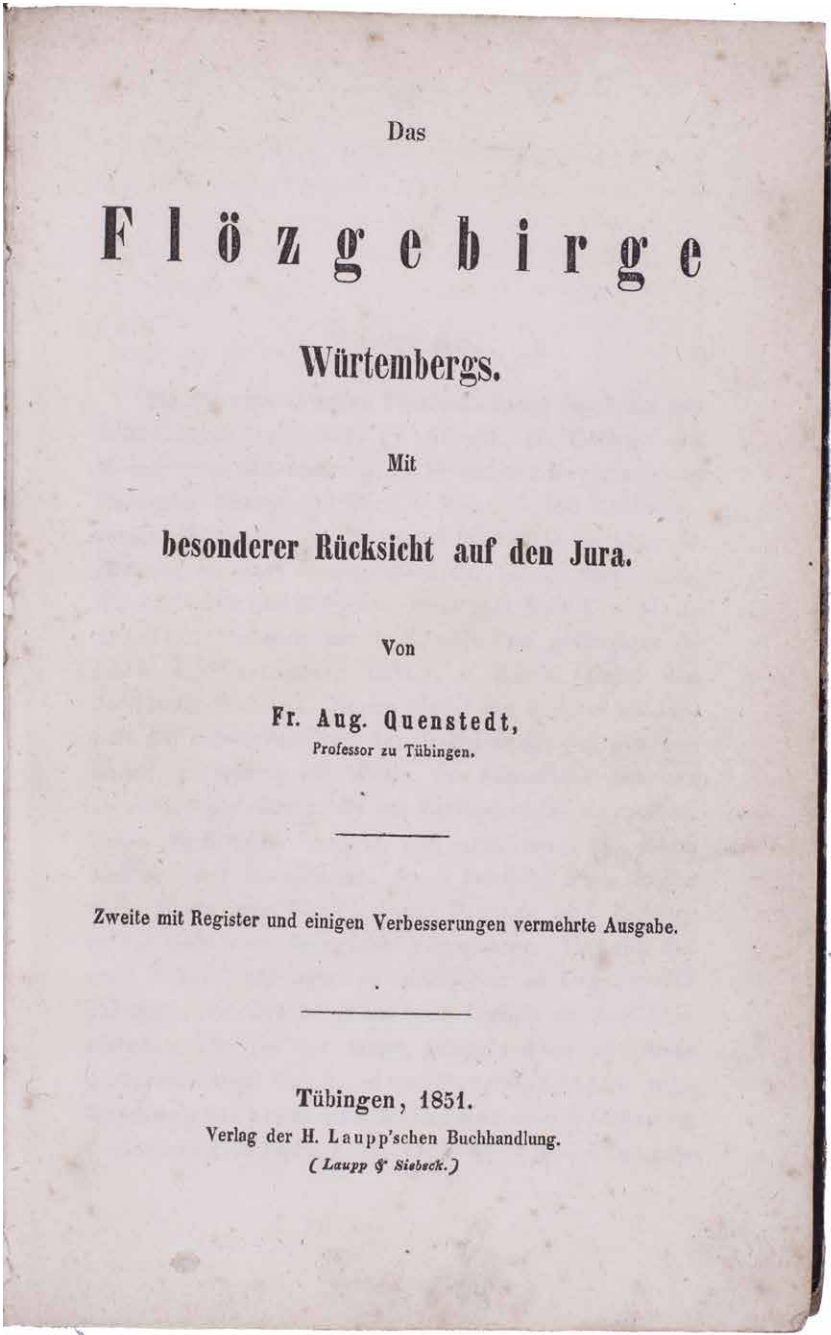 Das
Flözgebirge
Würtembergs.
Mit
besonderer Rücksicht auf den Jura.
Von
Fr. Aug. Quenstedt,
Professor zu Tübingen.
Zweite mit Register und einigen Verbesserungen vermehrte Ausgabe.
Tübingen, 1851.
Verlag der H. Laupp'schen Buchhandlung.
(Laupp & Siebeck.)